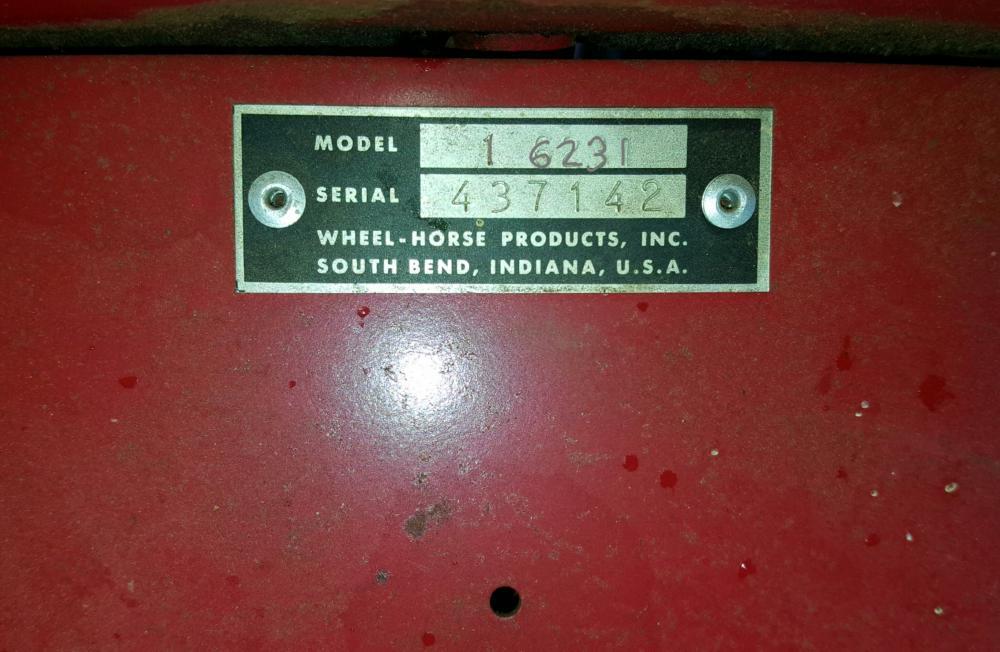 MODEL 1 6231
SERIAL 437142
WHEEL-HORSE PRODUCTS, INC.
SOUTH BEND, INDIANA, U.S.A.